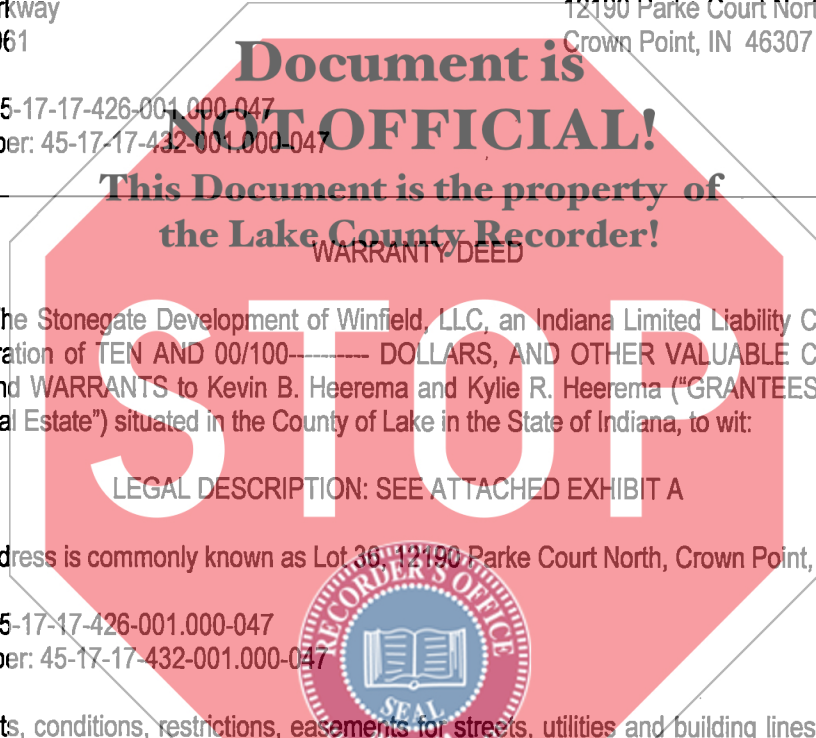 rkway
12190 Parke Court Nort
061
Crown Point, IN 46307
Document is
5-17-17-426-001.000-047
NOT OFFICIAL!
ber: 45-17-17-432-001.000-047
This Document is the property of
the Lake County Recorder!
WARRANTY DEED
he Stonegate Development of Winfield, LLC, an Indiana Limited Liability C
ation of TEN AND 00/100---------- DOLLARS, AND OTHER VALUABLE C
nd WARRANTS to Kevin B. Heerema and Kylie R. Heerema (“GRANTEES
al Estate”) situated in the County of Lake in the State of Indiana, to wit:
STOP
LEGAL DESCRIPTION: SEE ATTACHED EXHIBIT A
dress is commonly known as Lot 36, 12190 Parke Court North, Crown Point,
RECORDER'S OFFICE
5-17-17-426-001.000-047
ber: 45-17-17-432-001.000-047
SEAL
ts, conditions, restrictions, easements for streets, utilities and building lines